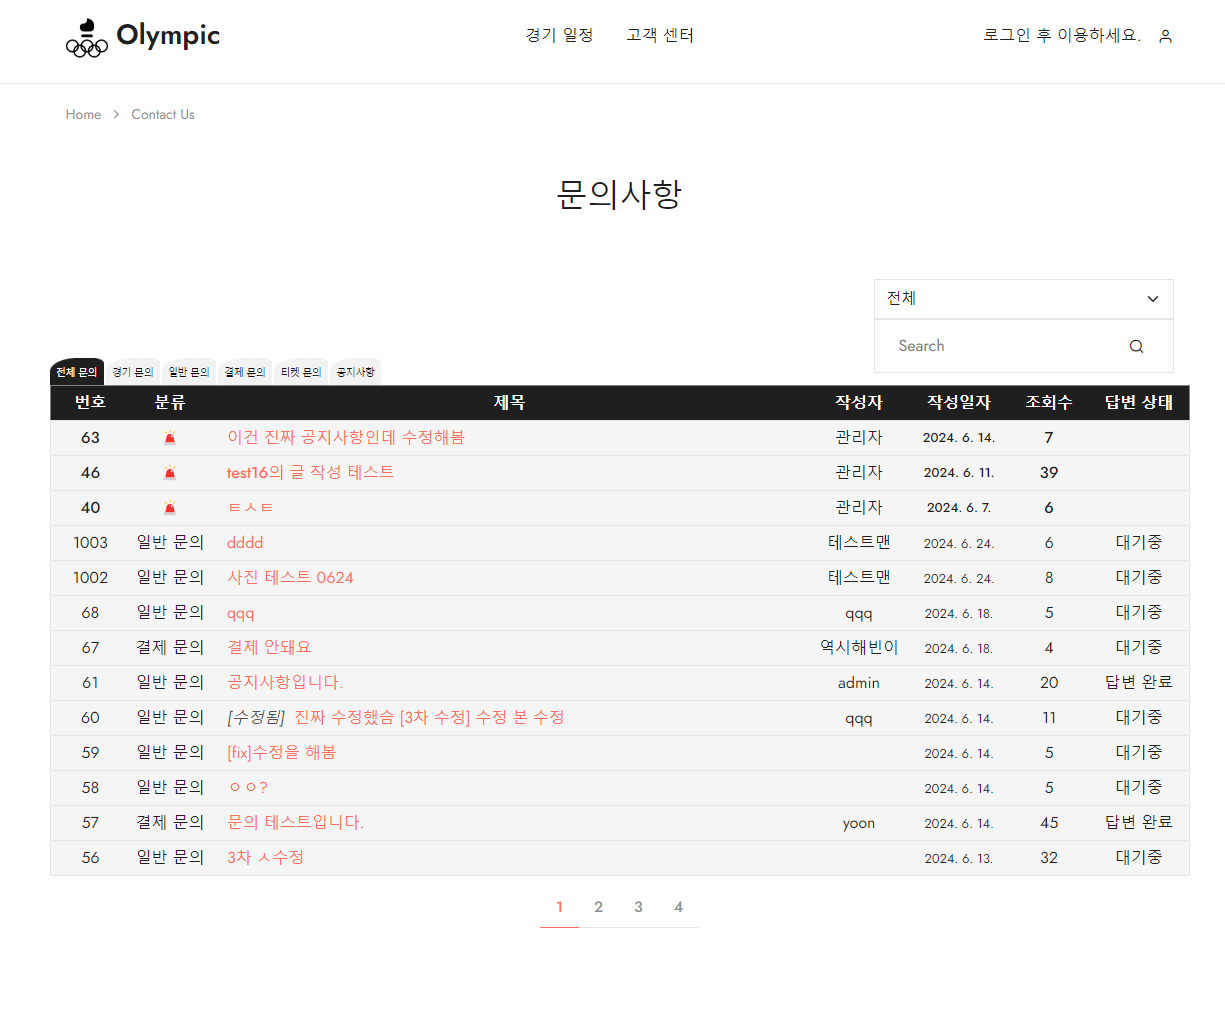 Olympic
경기 일정 고객 센터
로그인 후 이용하세요.
Home > Contact Us
문의사항
전체
Search
전체 문의 경기 문의 일반 문의 결제 문의 티켓 문의 공지사항
번호 분류 제목 작성자 작성일자 조회수 답변 상태
63 이건 진짜 공지사항인데 수정해봄 관리자 2024. 6. 14. 7
46 test16의 글 작성 테스트 관리자 2024. 6. 11. 39
40 ㅌㅅㅌ 관리자 2024. 6. 7. 6
1003 일반 문의 dddd 테스트맨 2024. 6. 24. 6 대기중
1002 일반 문의 사진 테스트 0624 테스트맨 2024. 6. 24. 8 대기중
68 일반 문의 qqq qqq 2024. 6. 18. 5 대기중
67 결제 문의 결제 안돼요 역시해빈이 2024. 6. 18. 4 대기중
61 일반 문의 공지사항입니다. admin 2024. 6. 14. 20 답변 완료
60 일반 문의 [수정됨] 진짜 수정했슴 [3차 수정] 수정 본 수정 qqq 2024. 6. 14. 11 대기중
59 일반 문의 [fix]수정을 해봄 2024. 6. 14. 5 대기중
58 일반 문의 ㅇㅇ? 2024. 6. 14. 5 대기중
57 결제 문의 문의 테스트입니다. yoon 2024. 6. 14. 45 답변 완료
56 일반 문의 3차 ㅅ수정 2024. 6. 13. 32 대기중
1 2 3 4